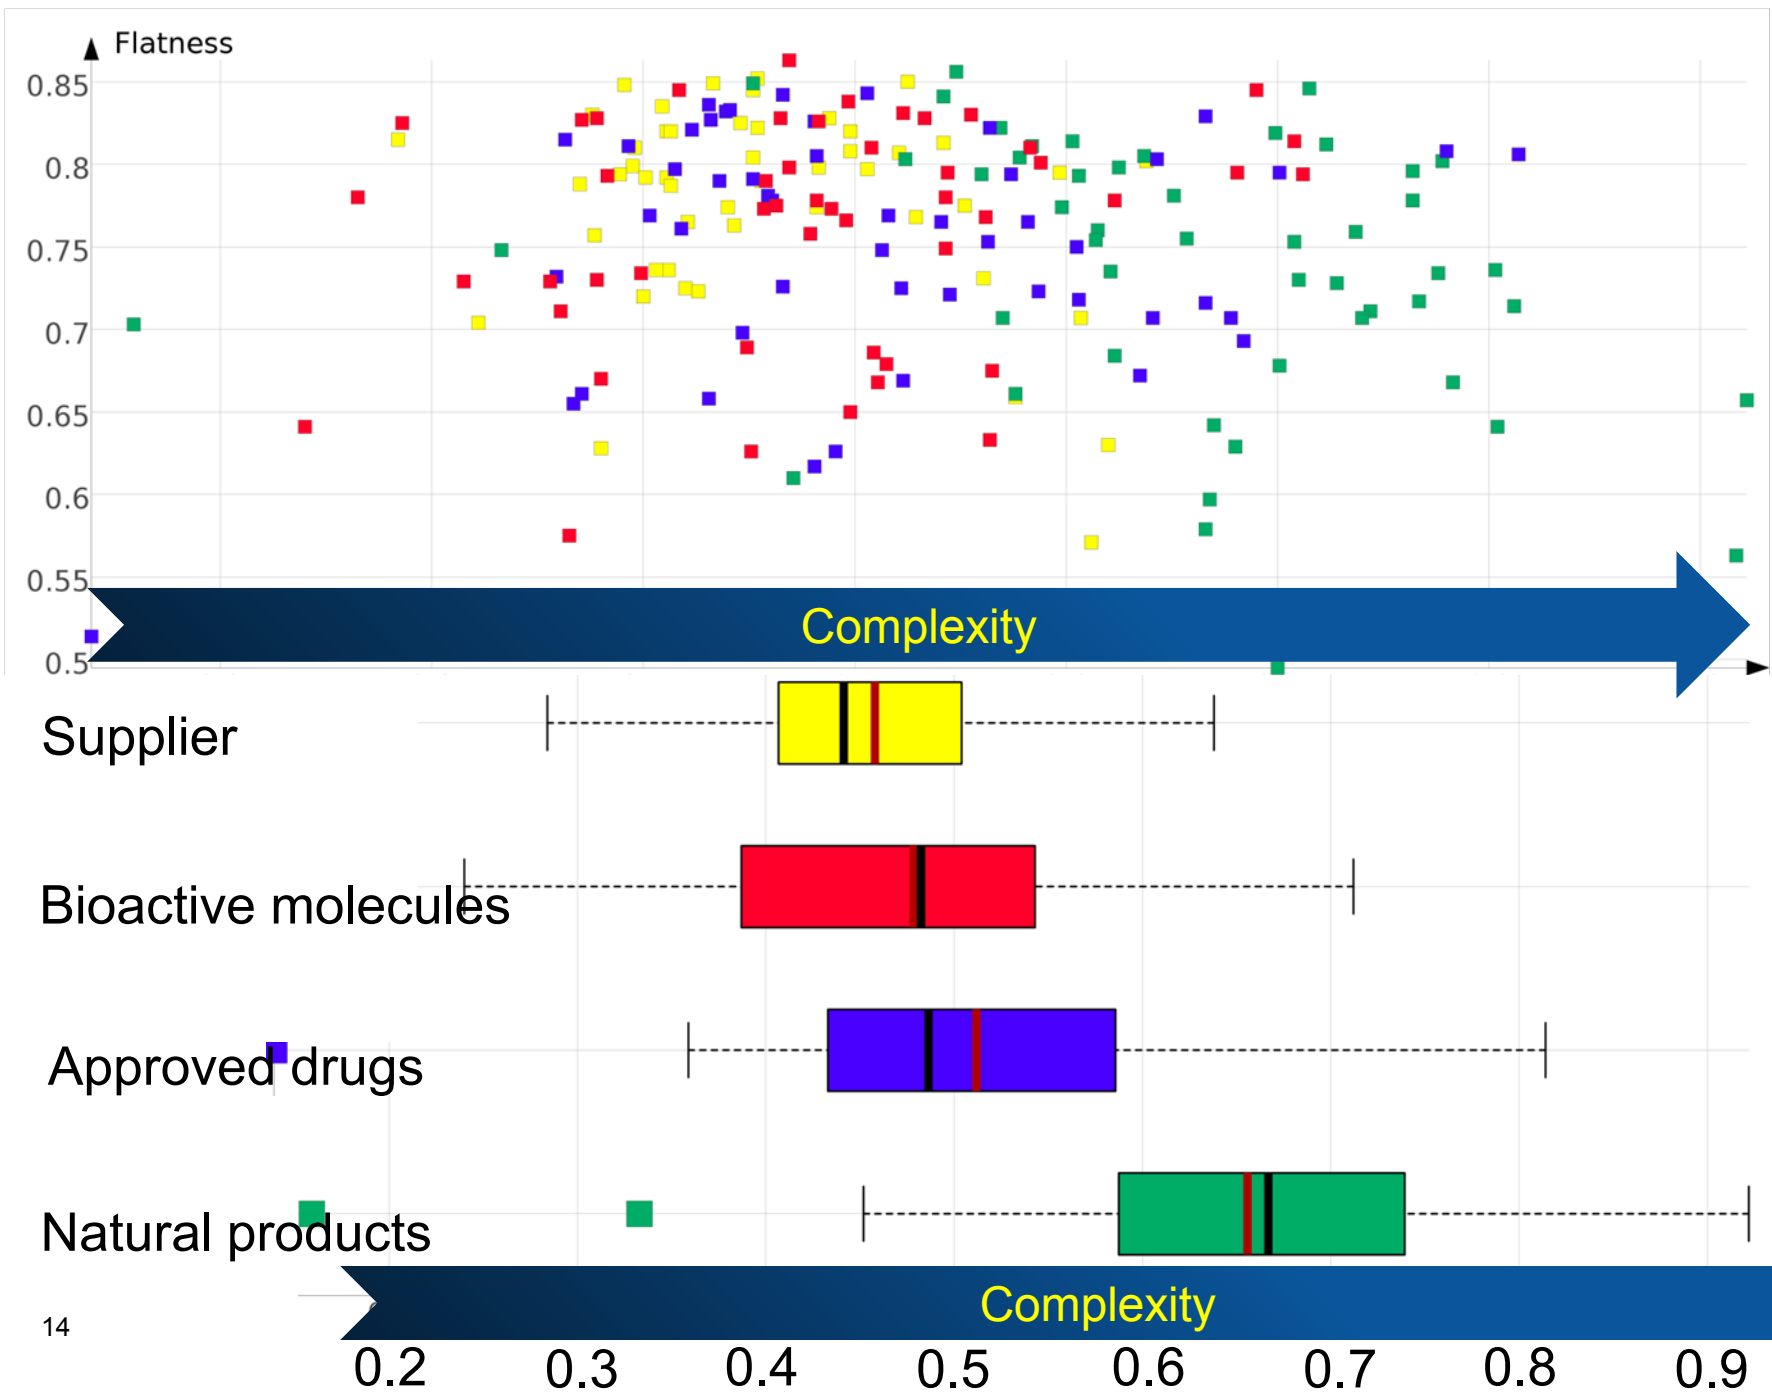 Flatness
0.85
0.8
0.75
0.7
0.65
0.6
0.55
Complexity
0.5
Supplier
Bioactive molecules
Approved drugs
Natural products
Complexity
14
0.2 0.3 0.4 0.5 0.6 0.7 0.8 0.9